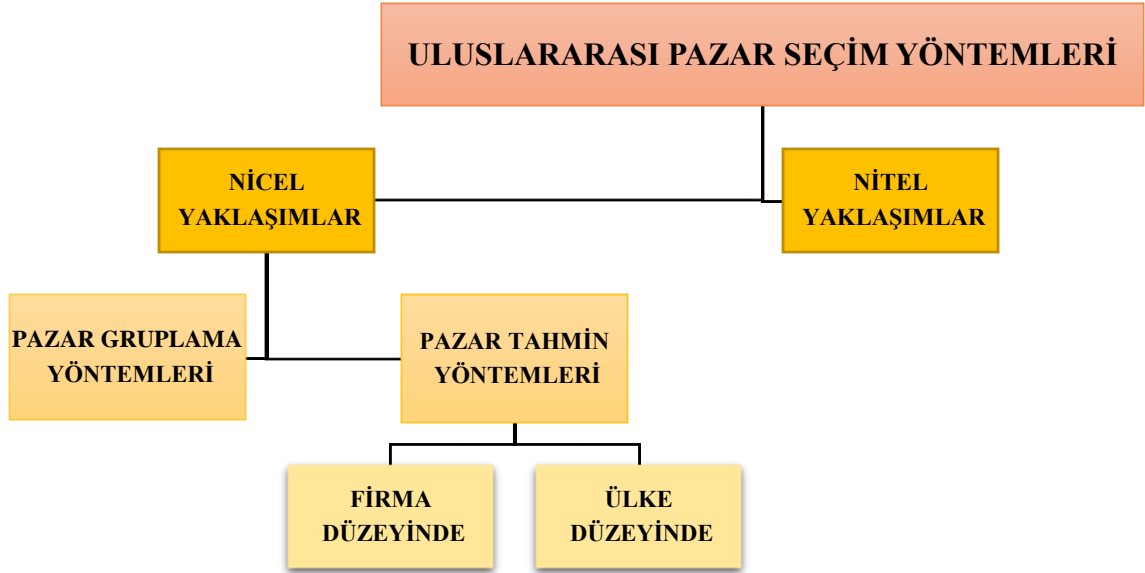 ULUSLARARASI PAZAR SEÇİM YÖNTEMLERİ
NİCEL
YAKLAŞIMLAR
NİTEL
YAKLAŞIMLAR
PAZAR GRUPLAMA
YÖNTEMLERİ
PAZAR TAHMİN
YÖNTEMLERİ
FİRMA
DÜZEYİNDE
ÜLKE
DÜZEYİNDE